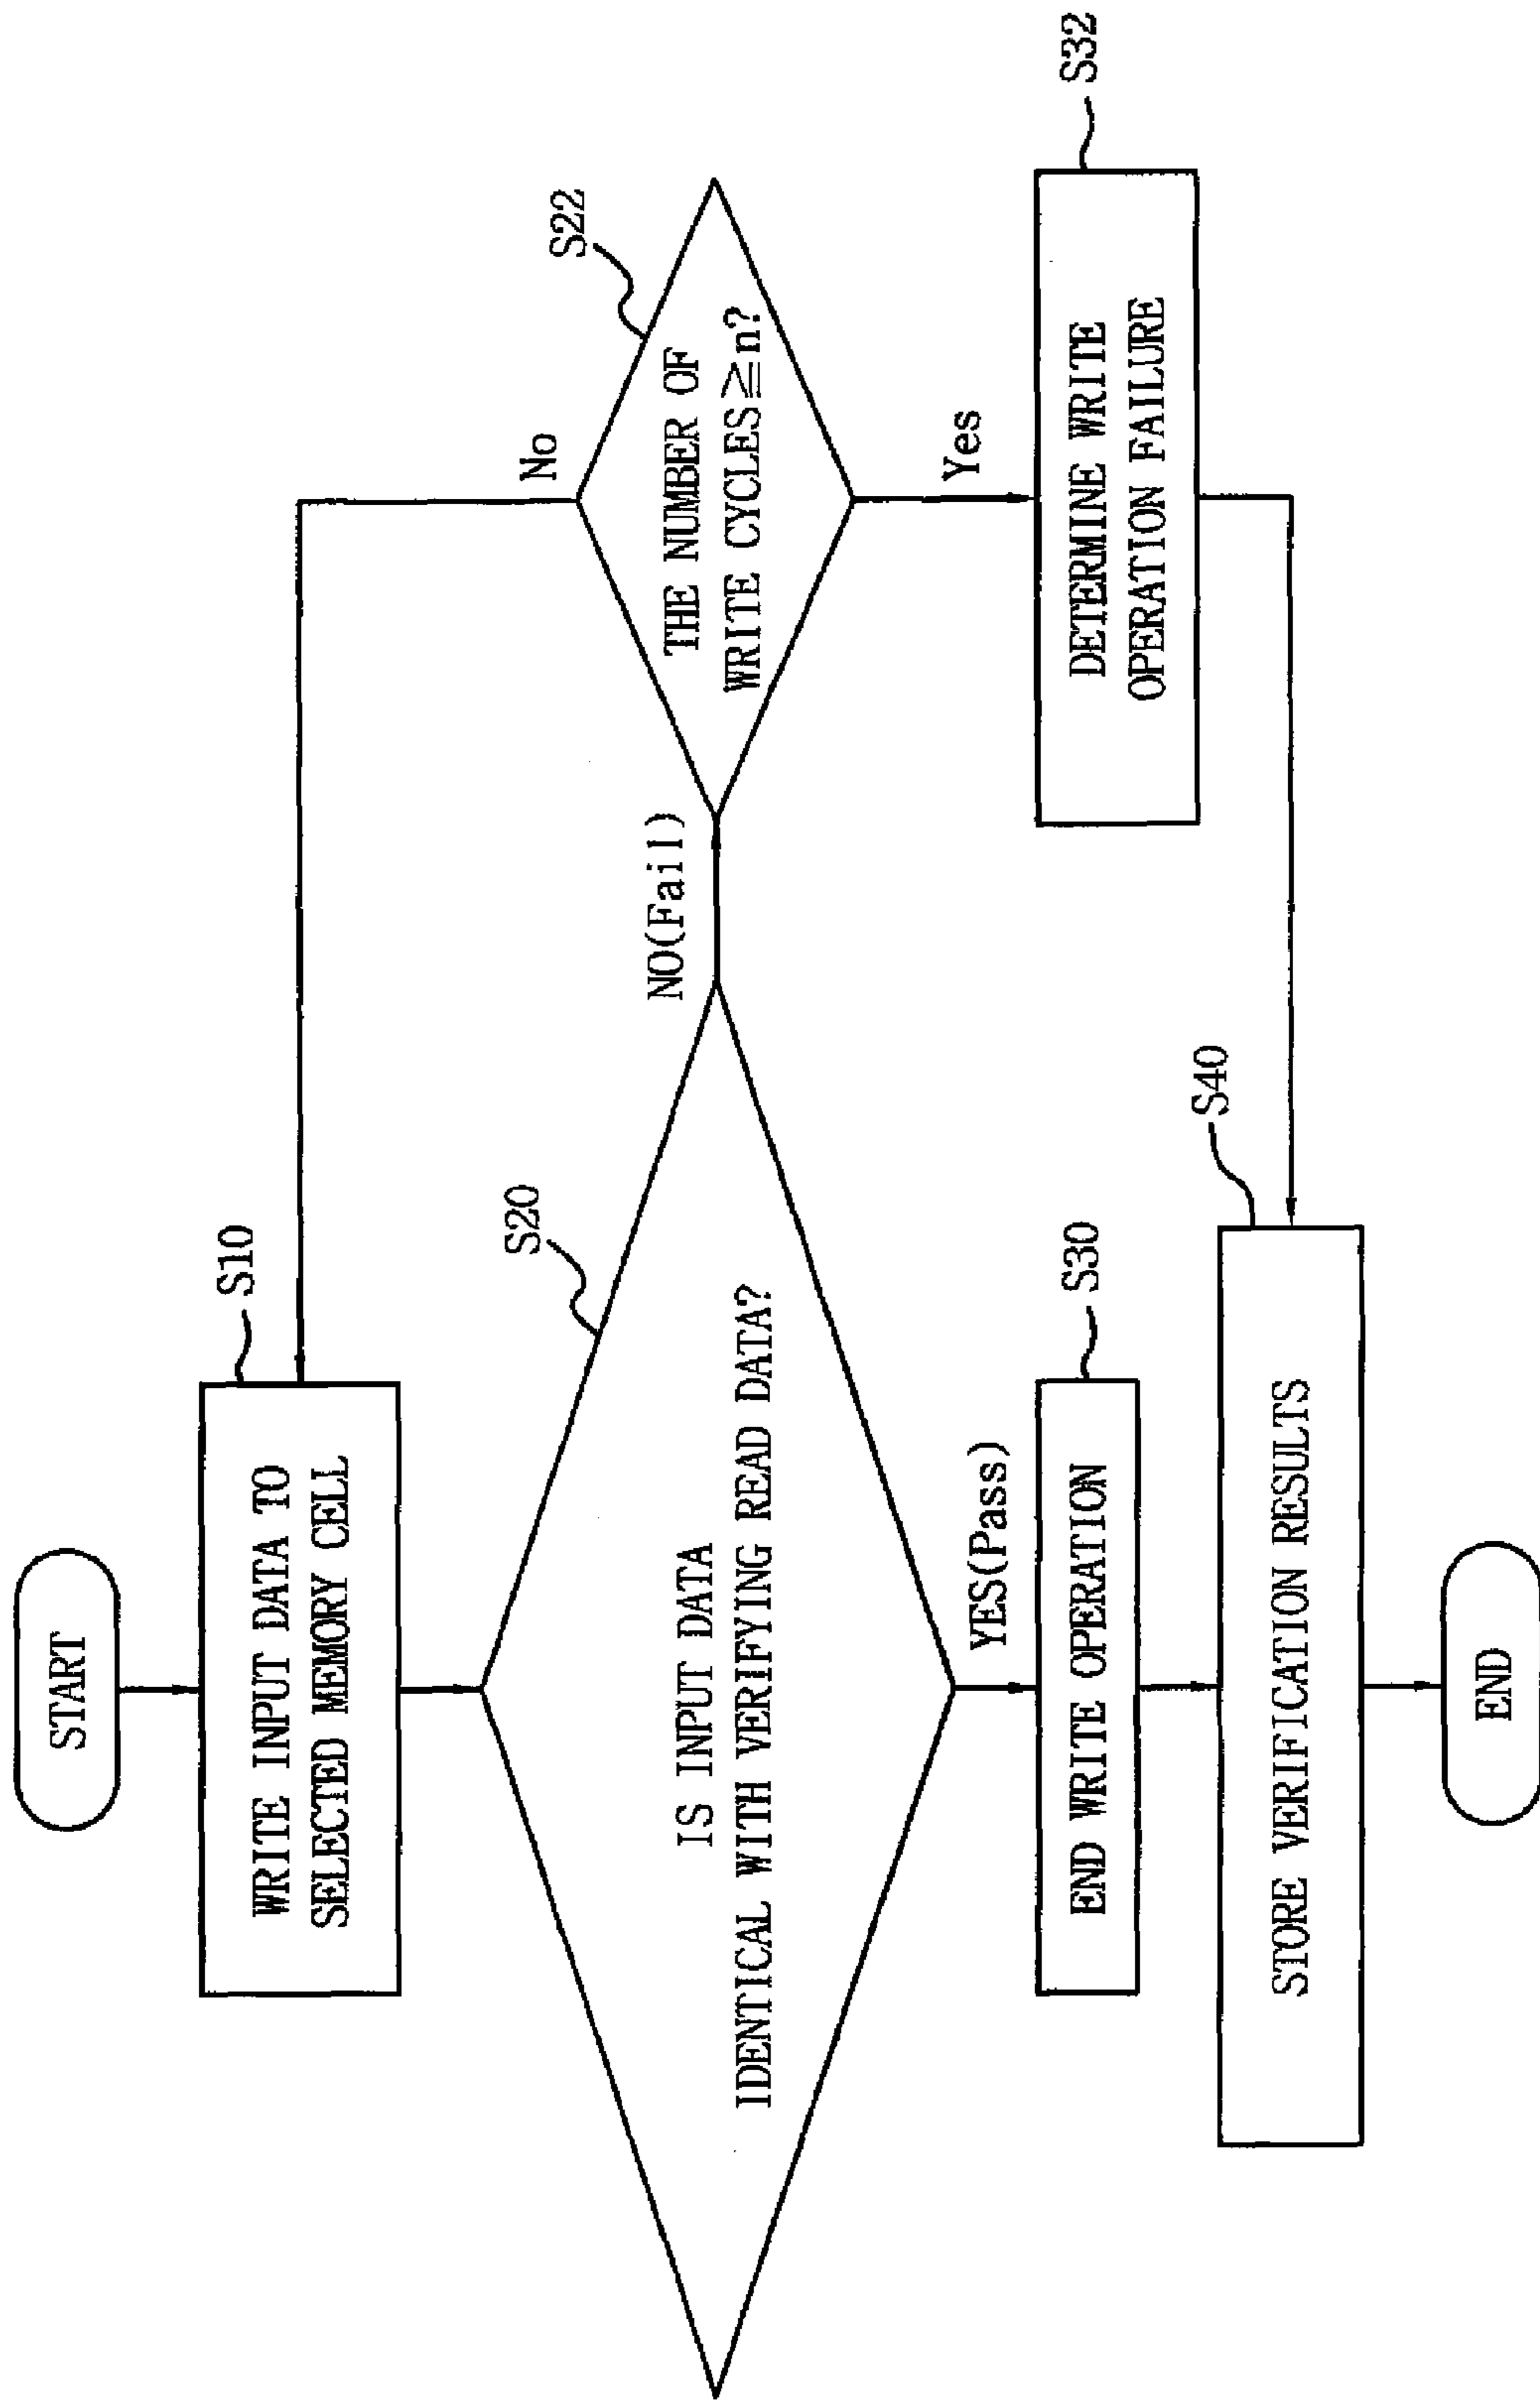 START
S10
WRITE INPUT DATA TO
SELECTED MEMORY CELL
S20
IS INPUT DATA
IDENTICAL WITH VERIFYING READ DATA?
NO(Fail)
S22
THE NUMBER OF
WRITE CYCLES≧n?
No
Yes
YES(Pass)
S30
END WRITE OPERATION
S32
DETERMINE WRITE
OPERATION FAILURE
S40
STORE VERIFICATION RESULTS
END